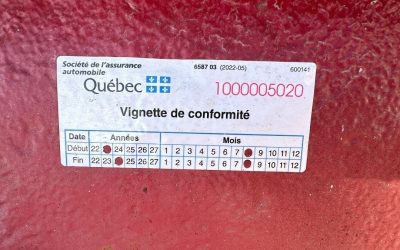 Société de l'assurance automobile
6587 03 (2022-05)
600141
Québec
1000005020
Vignette de conformité
Date Années Mois
Début 22 24 25 26 27 1 2 3 4 5 6 7 9 10 11 12
Fin 22 23 25 26 27 1 2 3 4 5 6 7 9 10 11 12